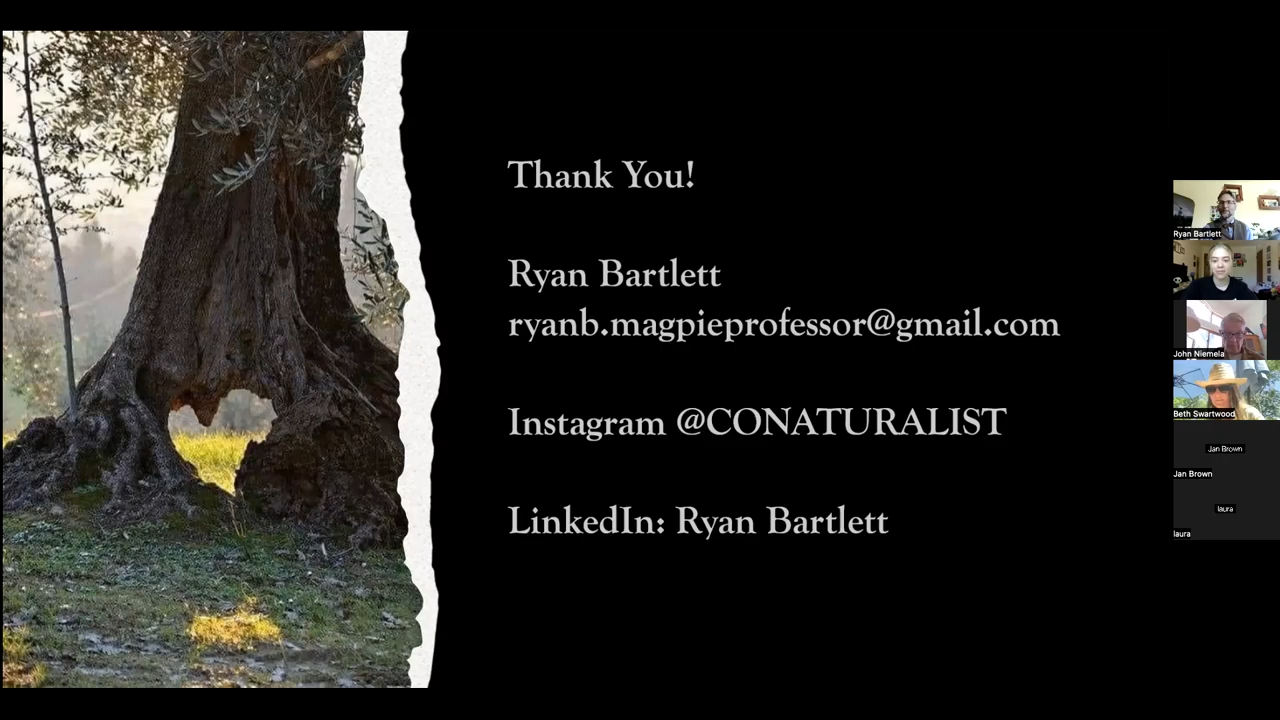 Thank You!
Ryan Bartlett
ryanb.magpieprofessor@gmail.com
Instagram @CONATURALIST
LinkedIn: Ryan Bartlett
Ryan Bartlett
John Niemela
Beth Swartwood
Jan Brown
Jan Brown
laura
laura